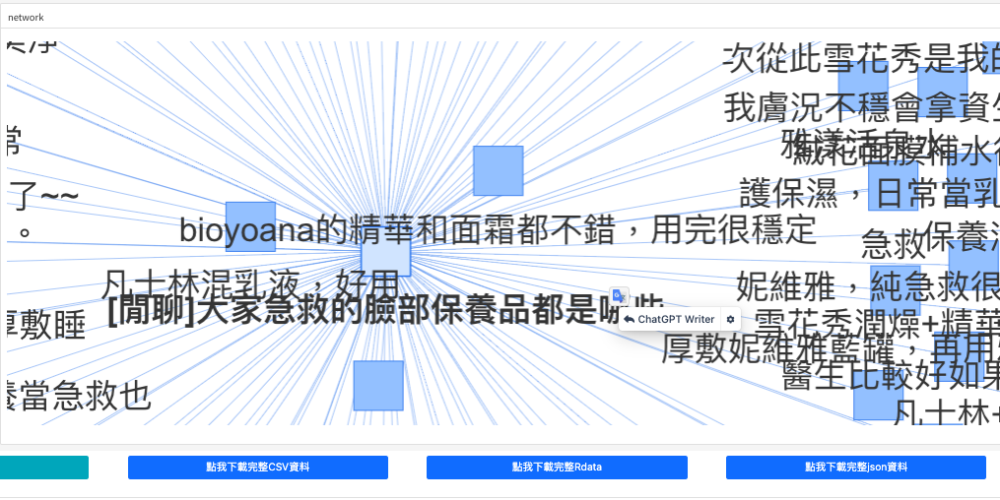 network
常
次從此雪花秀是我
我膚況不穩會拿資生
了~~
。
護保濕，日常當乳
bioyoana的精華和面霜都不錯，用完很穩定
急救
保養
凡士林混乳液，好用
妮維雅，純急救很
[閒聊]大家急救的臉部保養品都是哪些
ChatGPT Writer
厚敷睡
雪花秀潤燥+精華
厚敷妮維雅藍罐，再用
醫生比較好如果
當急救也
凡士林+
點我下載完整CSV資料
點我下載完整Rdata
點我下載完整json資料